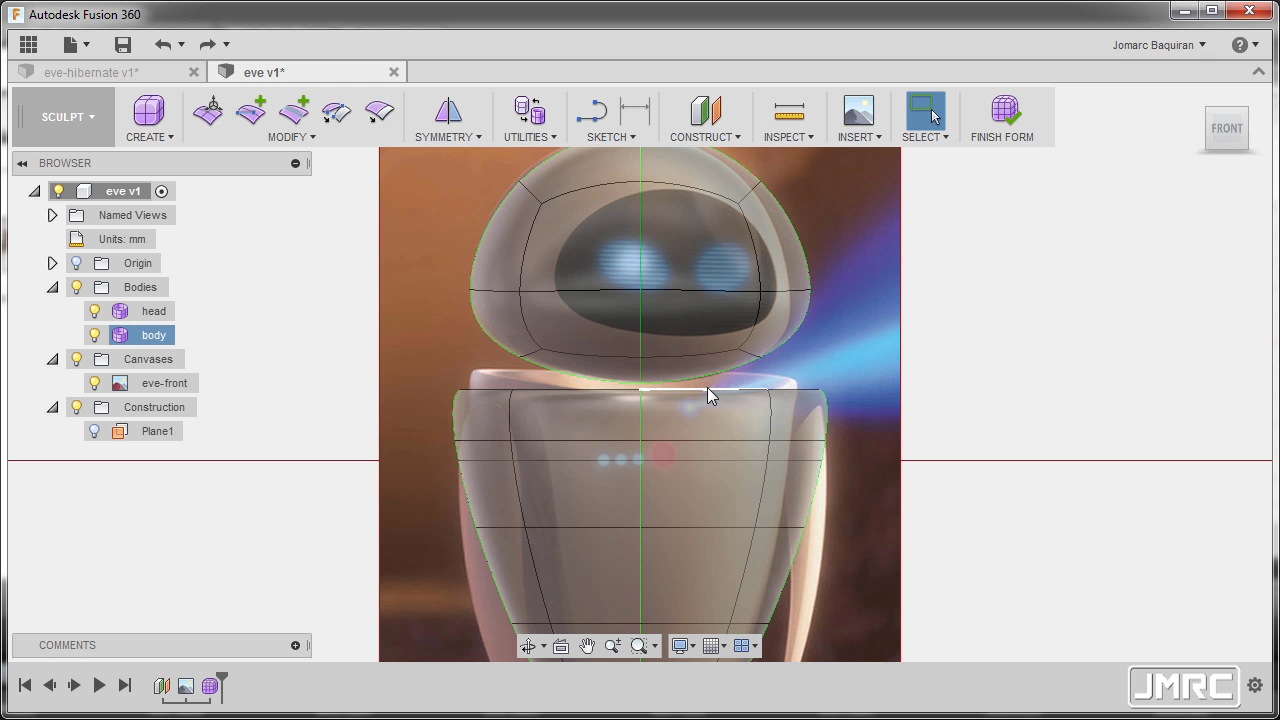 Autodesk Fusion 360
Jomarc Baquiran
eve-hibernate v1*
eve v1*
SCULPT
CREATE
MODIFY
SYMMETRY
UTILITIES
SKETCH
CONSTRUCT
INSPECT
INSERT
SELECT
FINISH FORM
FRONT
BROWSER
eve v1
Named Views
Units: mm
Origin
Bodies
head
body
Canvases
eve-front
Construction
Plane1
COMMENTS
JMRC